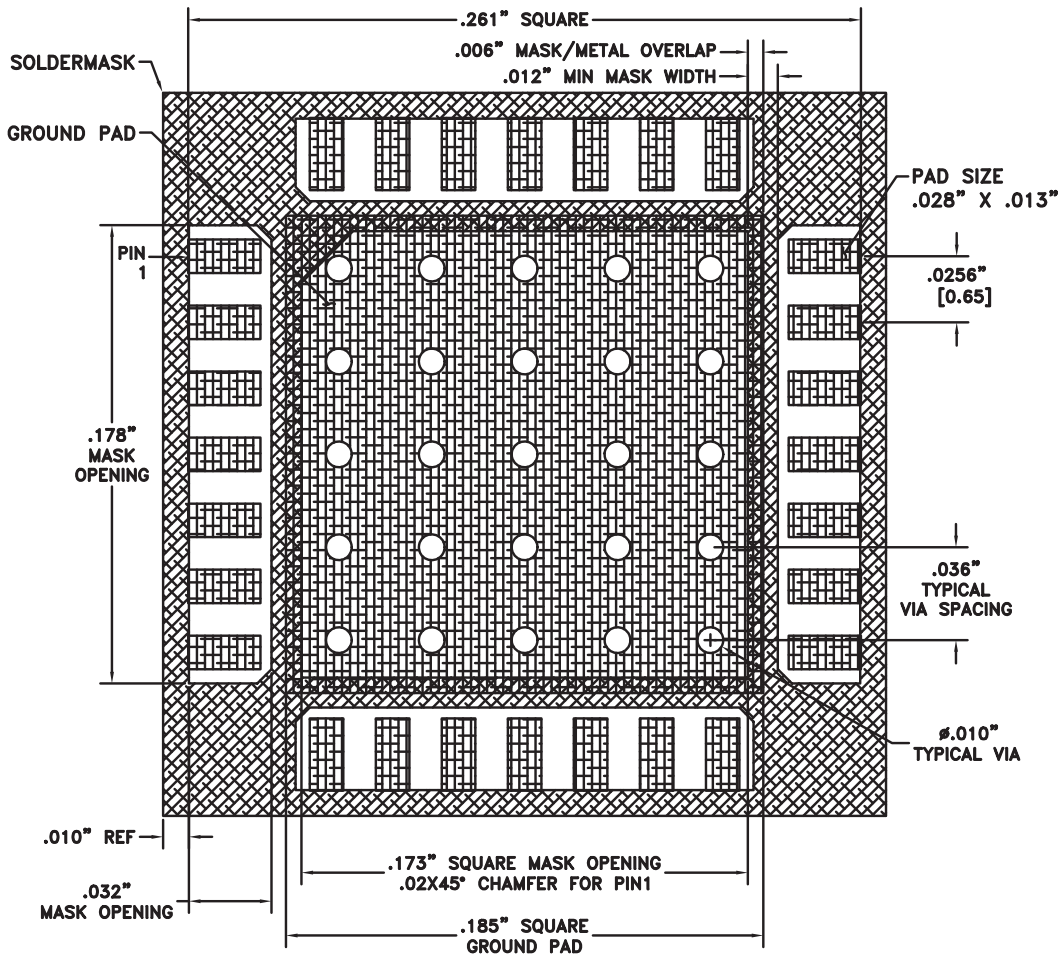 .261” SQUARE
.006” MASK/METAL OVERLAP
.012” MIN MASK WIDTH
SOLDERMASK
GROUND PAD
PAD SIZE
.028” X .013”
PIN
1
.0256”
[0.65]
.178”
MASK
OPENING
.036”
TYPICAL
VIA SPACING
ø.010”
TYPICAL VIA
.010” REF
.173” SQUARE MASK OPENING
.02X45° CHAMFER FOR PIN1
.032”
MASK OPENING
.185” SQUARE
GROUND PAD